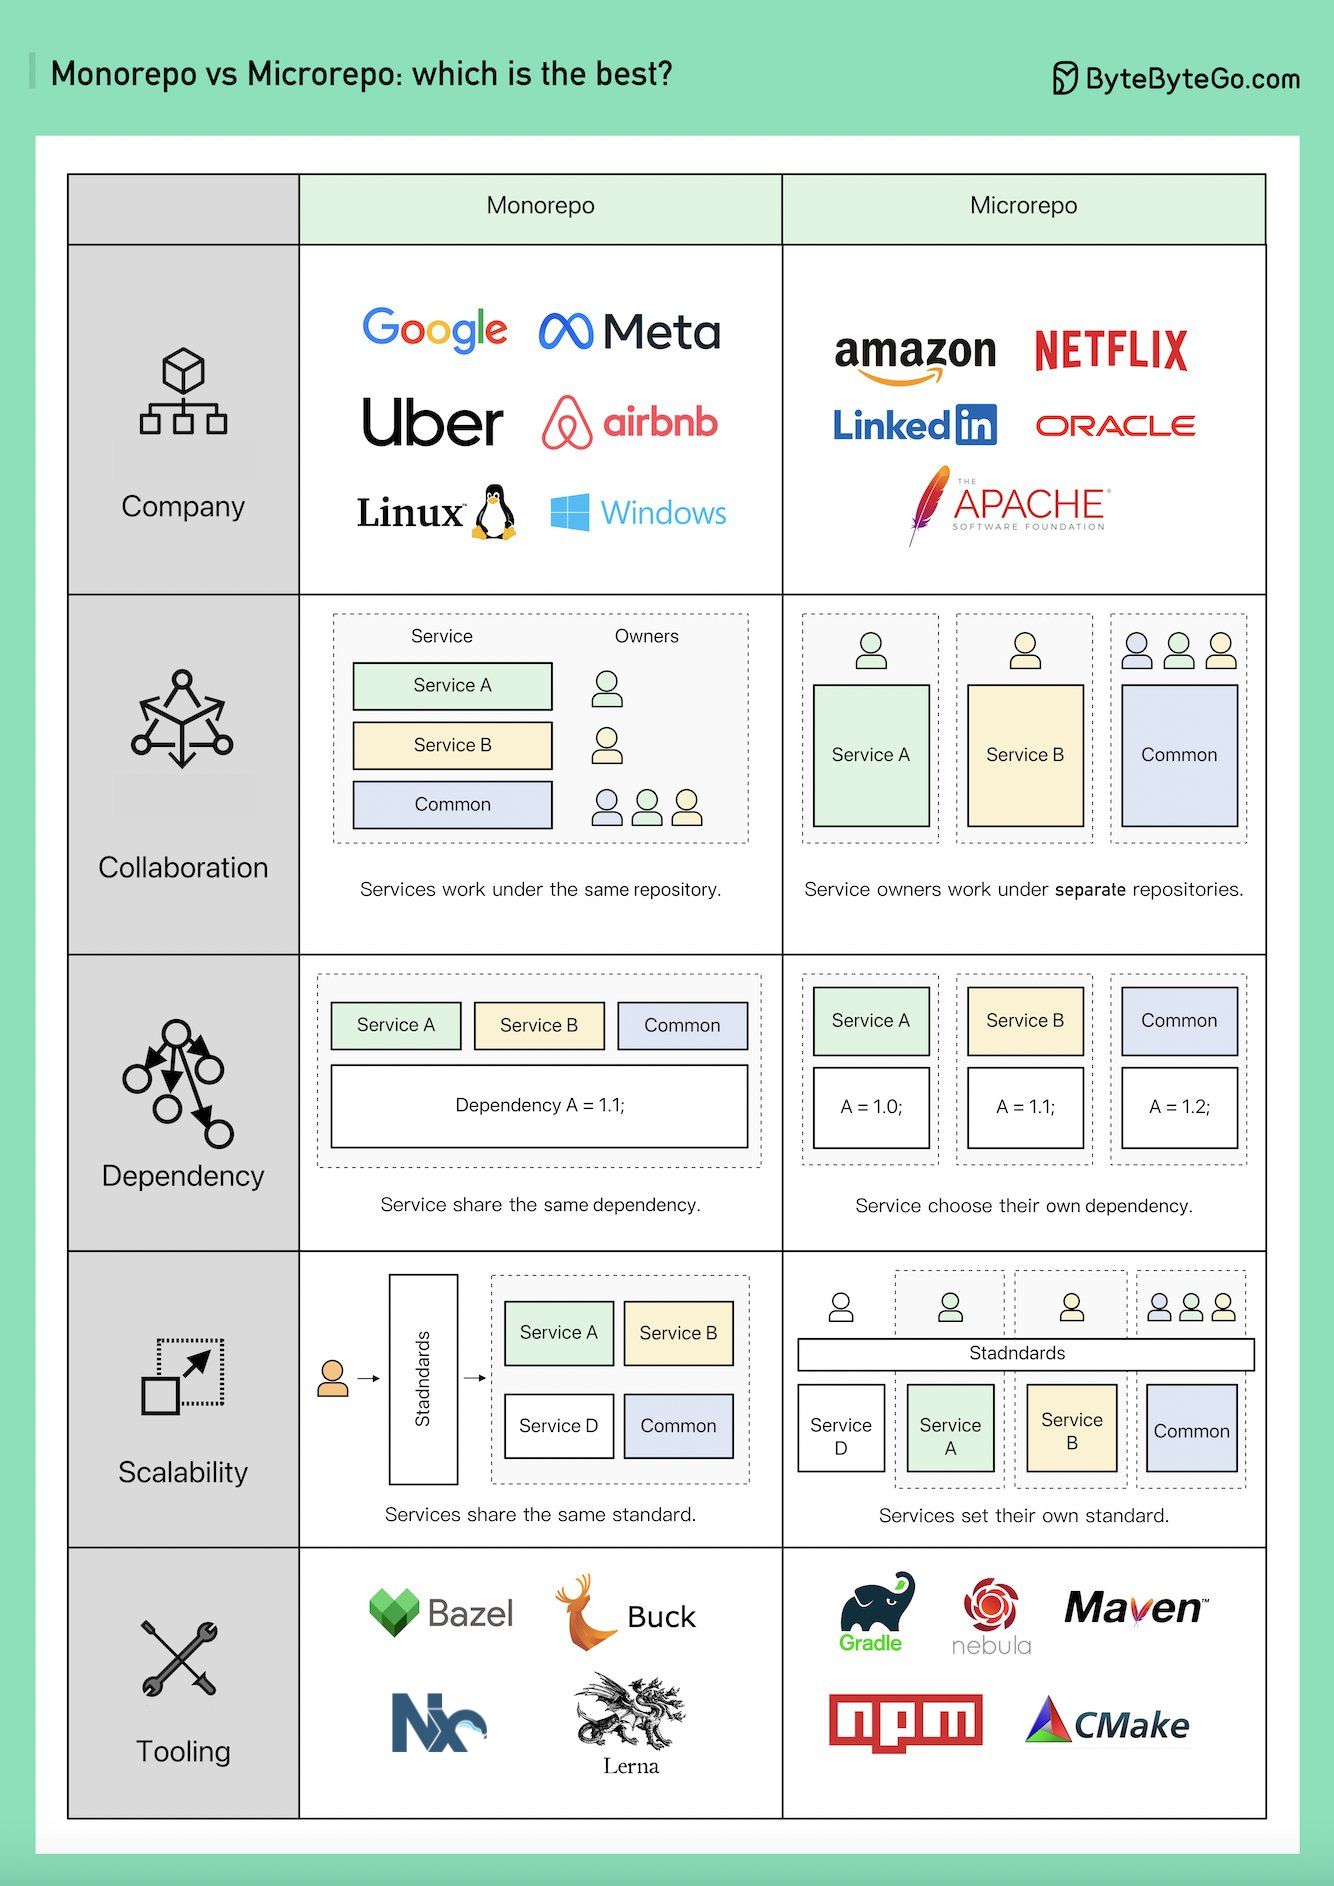 Monorepo vs Microrepo: which is the best?
ByteByteGo.com
Monorepo
Microrepo
Company
Google
Meta
Uber
airbnb
Linux™
Windows
amazon
NETFLIX
Linked in
ORACLE
THE
APACHE®
SOFTWARE FOUNDATION
Collaboration
Service
Owners
Service A
Service B
Common
Services work under the same repository.
Service A
Service B
Common
Service owners work under separate repositories.
Dependency
Service A
Service B
Common
Dependency A = 1.1;
Service share the same dependency.
Service A
Service B
Common
A = 1.0;
A = 1.1;
A = 1.2;
Service choose their own dependency.
Scalability
Stadndards
Service A
Service B
Service D
Common
Services share the same standard.
Stadndards
Service
D
Service
A
Service
B
Common
Services set their own standard.
Tooling
Bazel
Buck
Nx
Lerna
Gradle
nebula
Maven™
npm
CMake